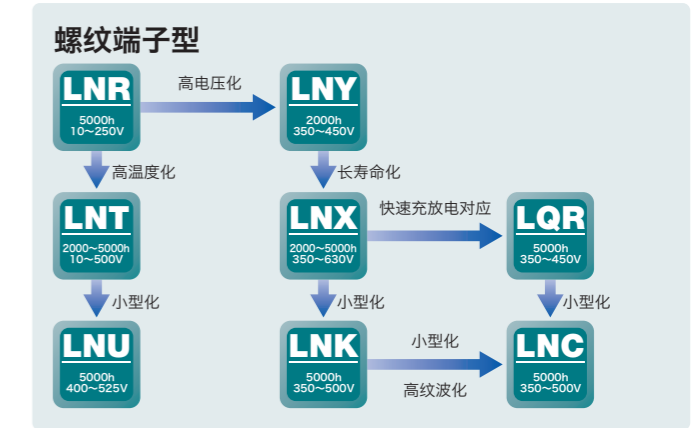 螺纹端子型
LNR
5000h
10～250V
高电压化
LNY
2000h
350～450V
高温度化
长寿命化
LNT
2000～5000h
10～500V
LNX
2000～5000h
350～630V
快速充放电对应
LQR
5000h
350～450V
小型化
小型化
小型化
LNU
5000h
400～525V
LNK
5000h
350～500V
小型化
高纹波化
LNC
5000h
350～500V